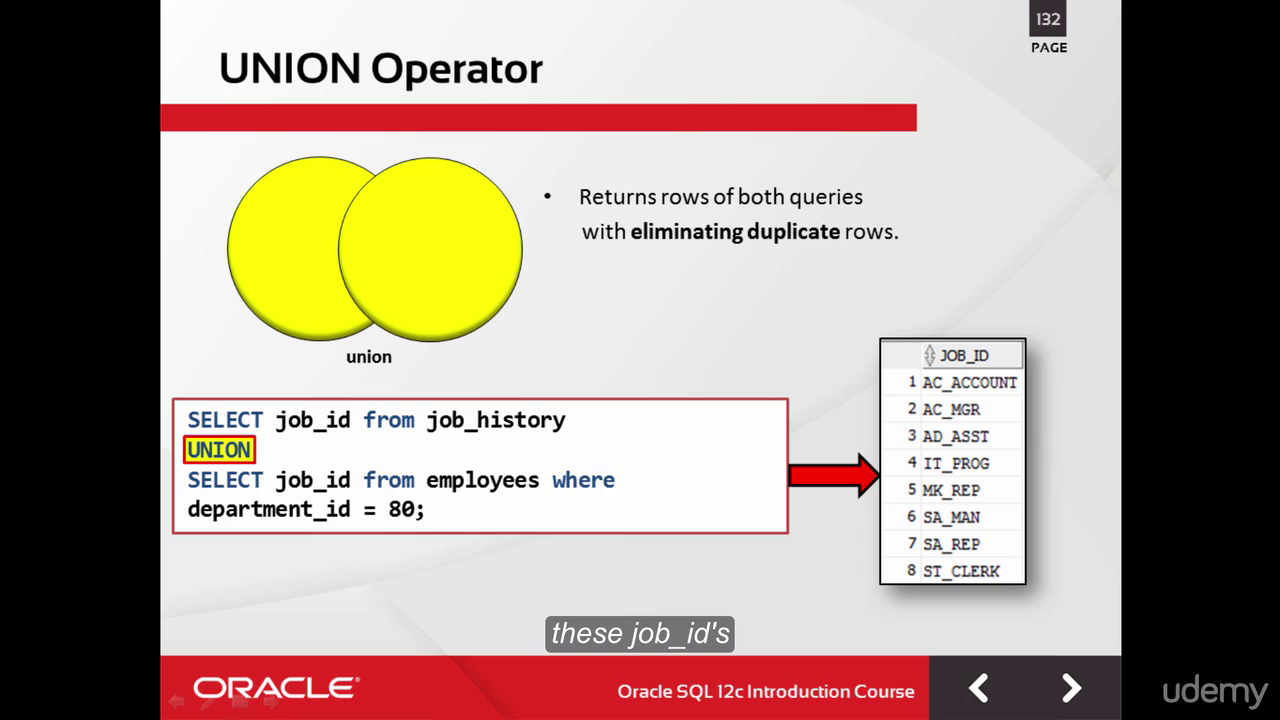 132
PAGE
UNION Operator
• Returns rows of both queries
with eliminating duplicate rows.
union
SELECT job_id from job_history
UNION
SELECT job_id from employees where
department_id = 80;
JOB_ID
1 AC_ACCOUNT
2 AC_MGR
3 AD_ASST
4 IT_PROG
5 MK_REP
6 SA_MAN
7 SA_REP
8 ST_CLERK
these job_id's
ORACLE®
Oracle SQL 12c Introduction Course
udemy